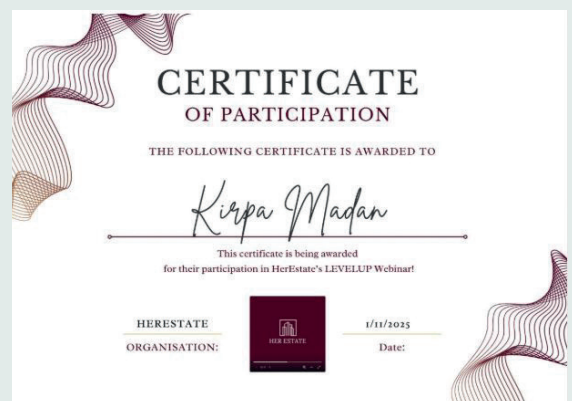 CERTIFICATE
OF PARTICIPATION
THE FOLLOWING CERTIFICATE IS AWARDED TO
Kirpa Madan
This certificate is being awarded
for their participation in HerEstate's LEVELUP Webinar!
HERESTATE
ORGANISATION:
HER ESTATE
1/11/2025
Date: